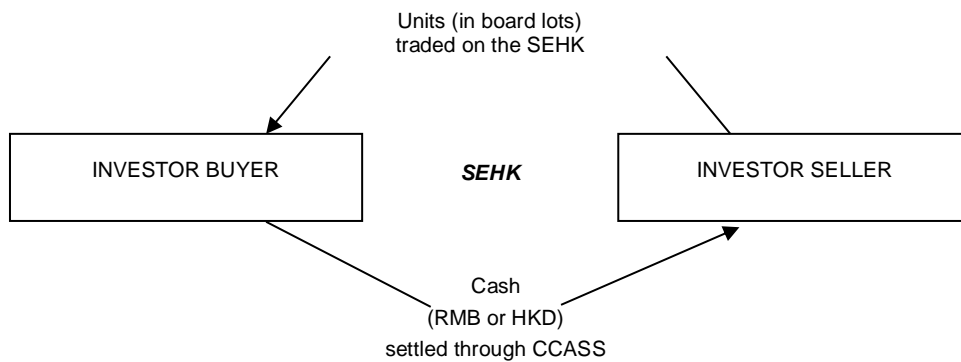 Units (in board lots)
traded on the SEHK
INVESTOR BUYER
SEHK
INVESTOR SELLER
Cash
(RMB or HKD)
settled through CCASS